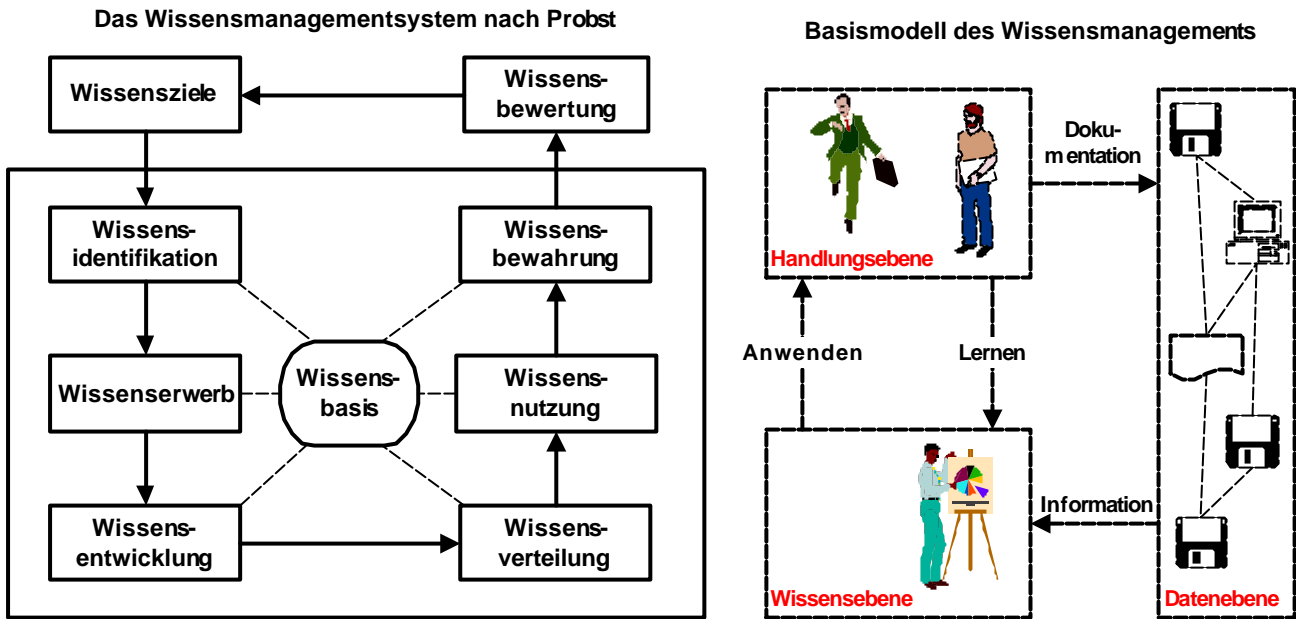 Das Wissensmanagementsystem nach Probst
Wissensziele
Wissens-
bewertung
Wissens-
identifikation
Wissens-
bewahrung
Wissenserwerb
Wissens-
basis
Wissens-
nutzung
Wissens-
entwicklung
Wissens-
verteilung
Basismodell des Wissensmanagements
Doku-
mentation
Handlungsebene
Anwenden
Lernen
Information
Wissensebene
Datenebene